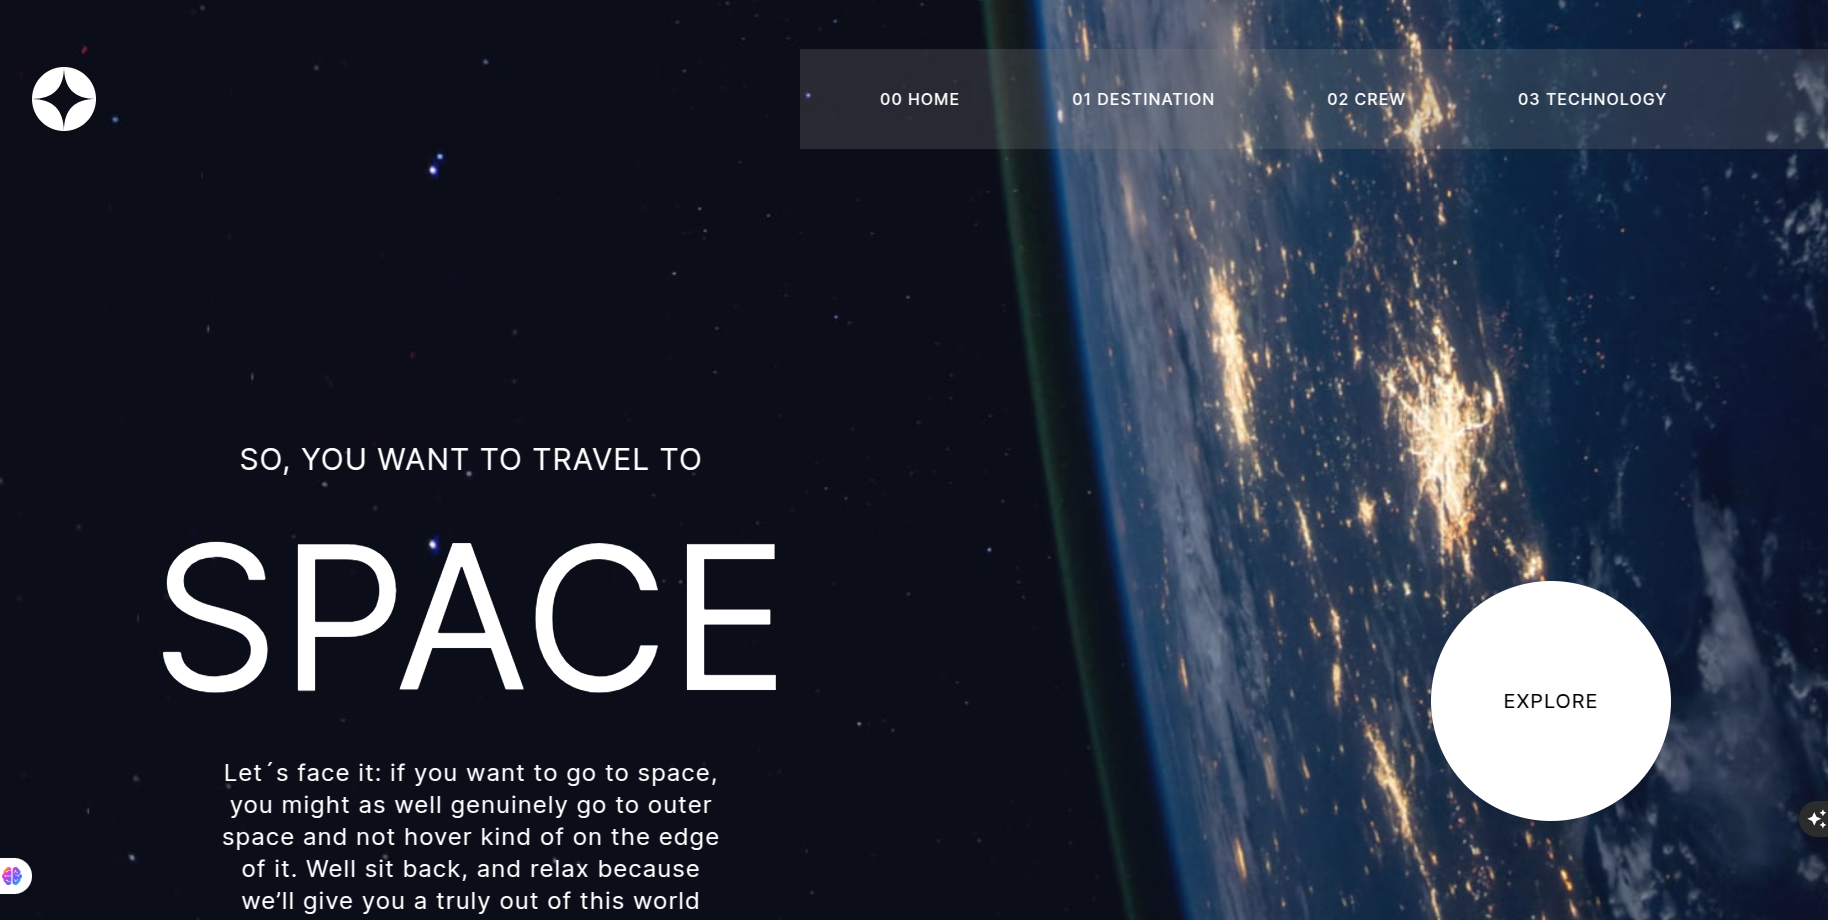 00 HOME
01 DESTINATION
02 CREW
03 TECHNOLOGY
SO, YOU WANT TO TRAVEL TO
SPACE
Let´s face it: if you want to go to space,
you might as well genuinely go to outer
space and not hover kind of on the edge
of it. Well sit back, and relax because
we’ll give you a truly out of this world
EXPLORE